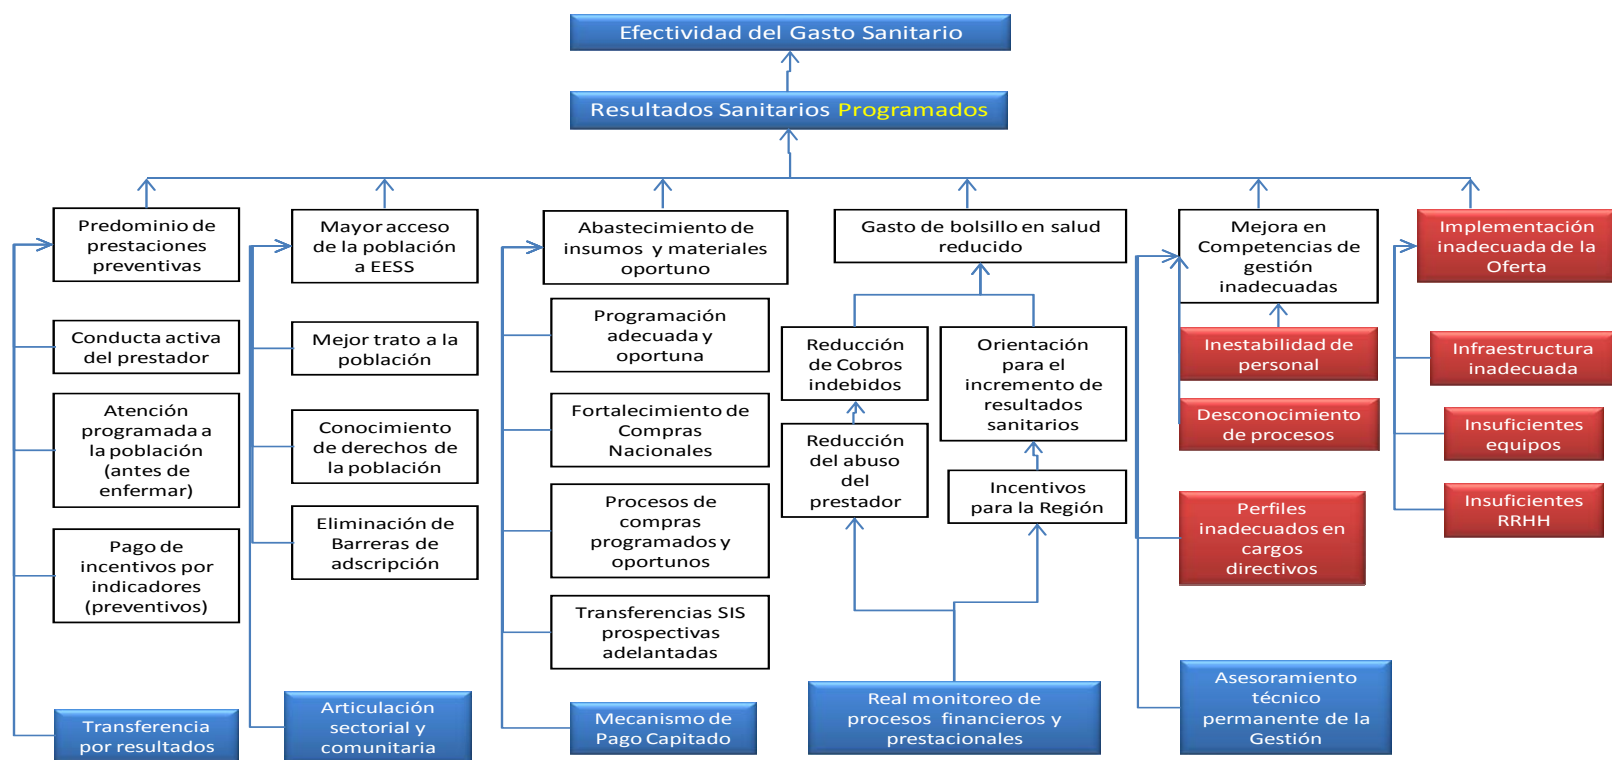 Efectividad del Gasto Sanitario
Resultados Sanitarios Programados
Predominio de
prestaciones
preventivas
Conducta activa
del prestador
Atención
programada a
la población
(antes de
enfermar)
Pago de
incentivos por
indicadores
(preventivos)
Transferencia
por resultados
Mayor acceso
de la población
a EESS
Mejor trato a la
población
Conocimiento
de derechos de
la población
Eliminación de
Barreras de
adscripción
Articulación
sectorial y
comunitaria
Abastecimiento de
insumos y materiales
oportuno
Programación
adecuada y
oportuna
Fortalecimiento de
Compras
Nacionales
Procesos de
compras
programados y
oportunos
Transferencias SIS
prospectivas
adelantadas
Mecanismo de
Pago Capitado
Gasto de bolsillo en salud
reducido
Reducción
de Cobros
indebidos
Reducción
del abuso
del
prestador
Orientación
para el
incremento de
resultados
sanitarios
Incentivos
para la Región
Real monitoreo de
procesos financieros y
prestacionales
Mejora en
Competencias de
gestión
inadecuadas
Inestabilidad de
personal
Desconocimiento
de procesos
Perfiles
inadecuados en
cargos
directivos
Asesoramiento
técnico
permanente de la
Gestión
Implementación
inadecuada de la
Oferta
Infraestructura
inadecuada
Insuficientes
equipos
Insuficientes
RRHH